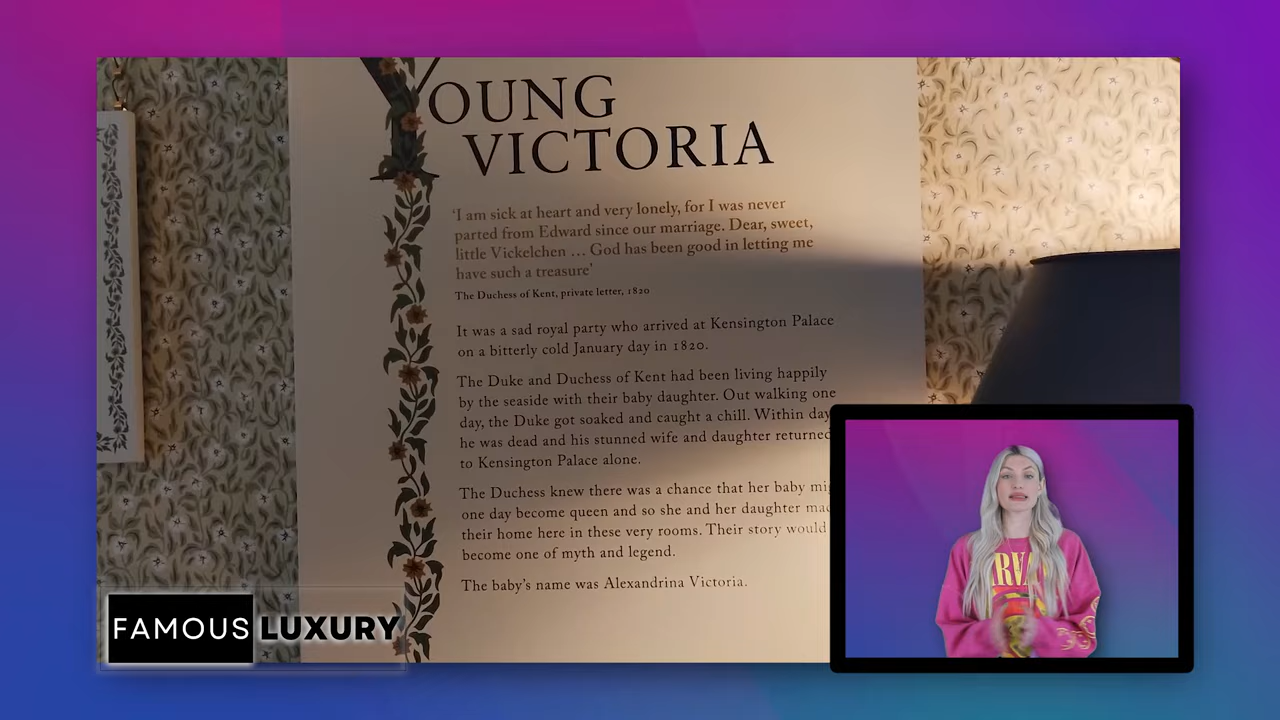 YOUNG
VICTORIA
'I am sick at heart and very lonely, for I was never
parted from Edward since our marriage. Dear, sweet,
little Vickelchen … God has been good in letting me
have such a treasure'
The Duchess of Kent, private letter, 1820
It was a sad royal party who arrived at Kensington Palace
on a bitterly cold January day in 1820.
The Duke and Duchess of Kent had been living happily
by the seaside with their baby daughter. Out walking one
day, the Duke got soaked and caught a chill. Within day
he was dead and his stunned wife and daughter returned
to Kensington Palace alone.
The Duchess knew there was a chance that her baby mi
one day become queen and so she and her daughter ma
their home here in these very rooms. Their story would
become one of myth and legend.
The baby's name was Alexandrina Victoria.
FAMOUS LUXURY